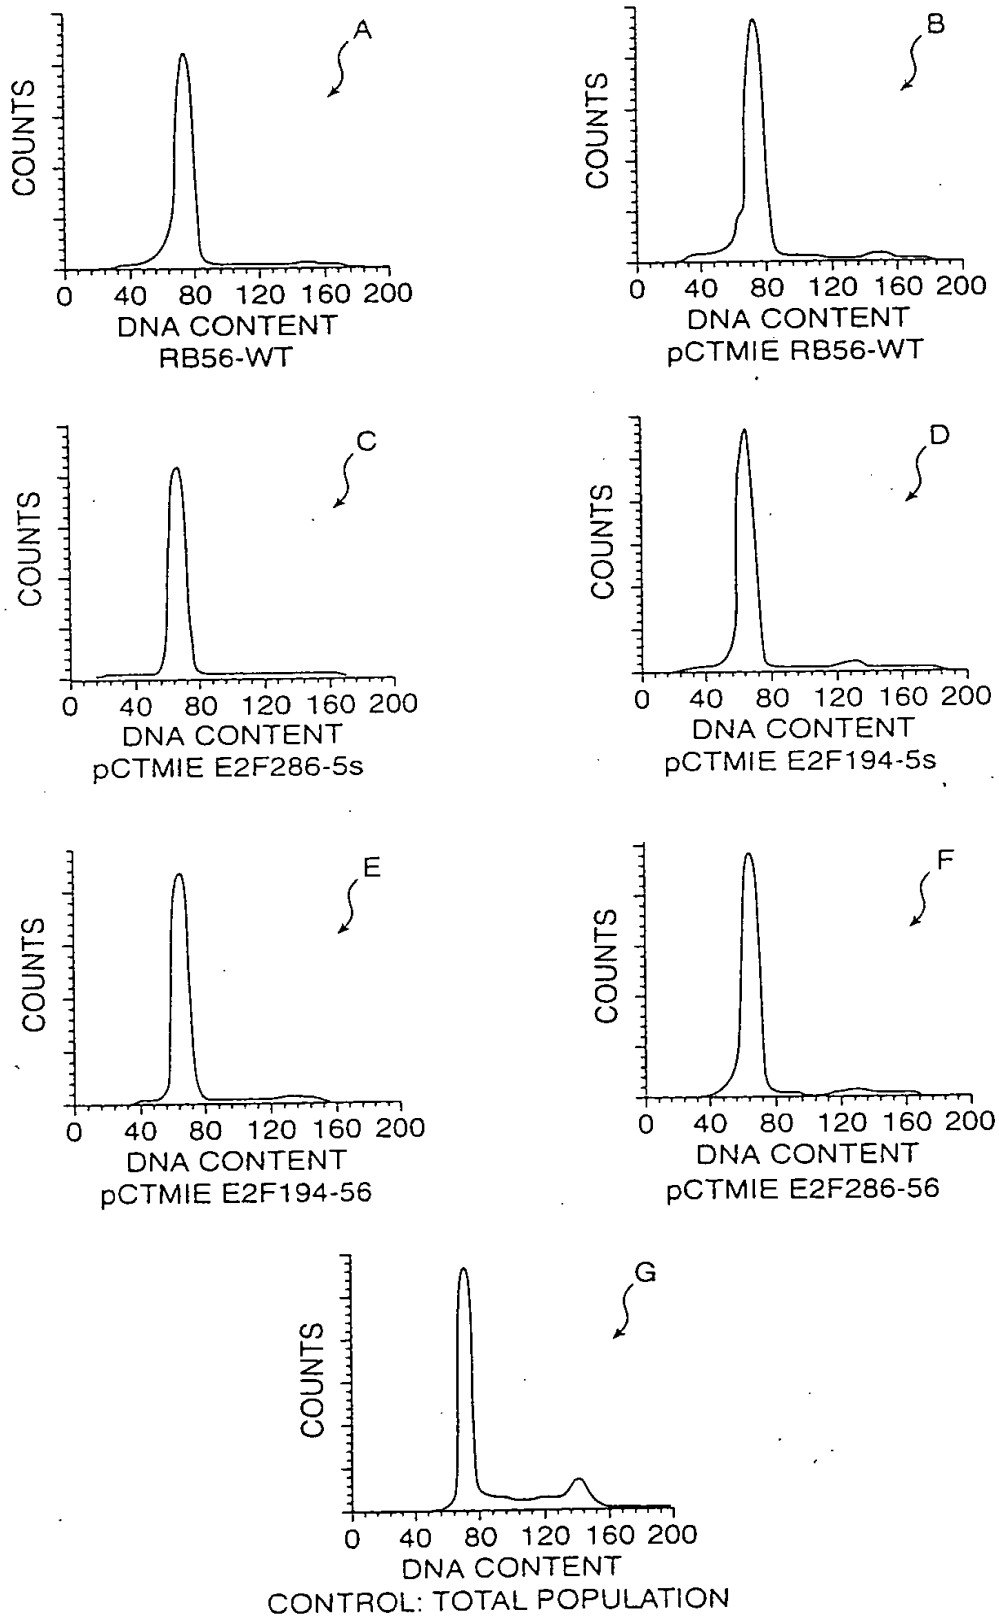 A
COUNTS
0 40 80 120 160 200
DNA CONTENT
RB56-WT
B
COUNTS
0 40 80 120 160 200
DNA CONTENT
pCTMIE RB56-WT
C
COUNTS
0 40 80 120 160 200
DNA CONTENT
pCTMIE E2F286-5s
D
COUNTS
0 40 80 120 160 200
DNA CONTENT
pCTMIE E2F194-5s
E
COUNTS
0 40 80 120 160 200
DNA CONTENT
pCTMIE E2F194-56
F
COUNTS
0 40 80 120 160 200
DNA CONTENT
pCTMIE E2F286-56
G
COUNTS
0 40 80 120 160 200
DNA CONTENT
CONTROL: TOTAL POPULATION